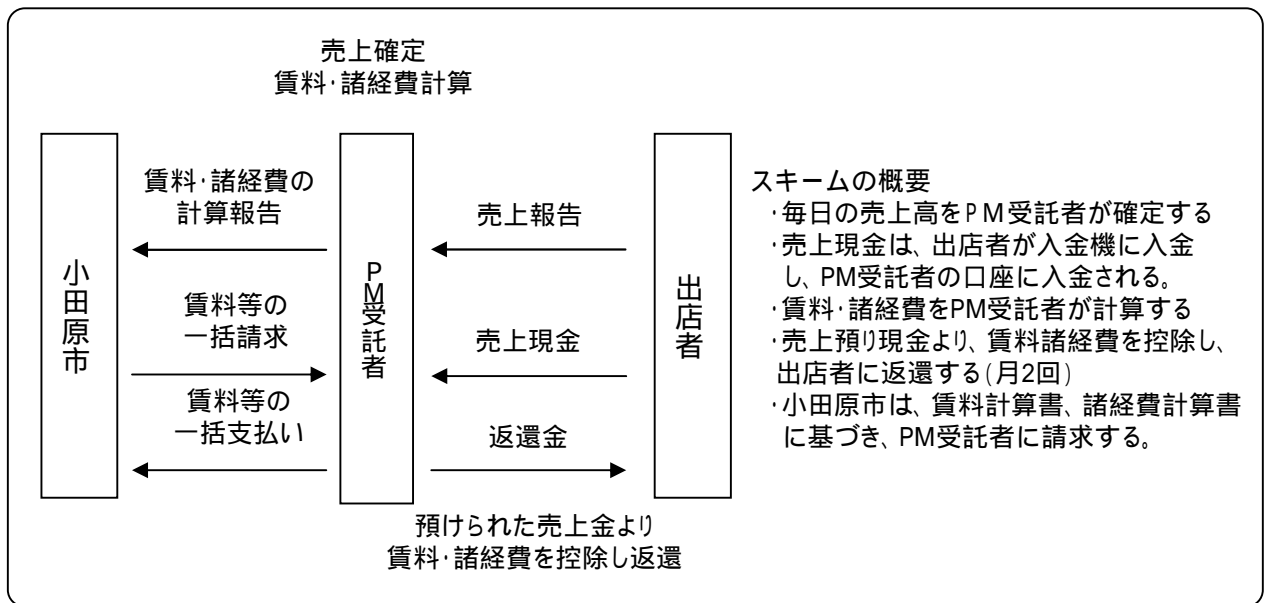 売上確定
賃料・諸経費計算
小田原市
賃料・諸経費の
計算報告
賃料等の
一括請求
賃料等の
一括支払い
PM受託者
売上報告
売上現金
返還金
出店者
預けられた売上金より
賃料・諸経費を控除し返還
スキームの概要
・毎日の売上高をPM受託者が確定する
・売上現金は、出店者が入金機に入金
し、PM受託者の口座に入金される。
・賃料・諸経費をPM受託者が計算する
・売上預り現金より、賃料諸経費を控除し、
出店者に返還する(月2回)
・小田原市は、賃料計算書、諸経費計算書
に基づき、PM受託者に請求する。